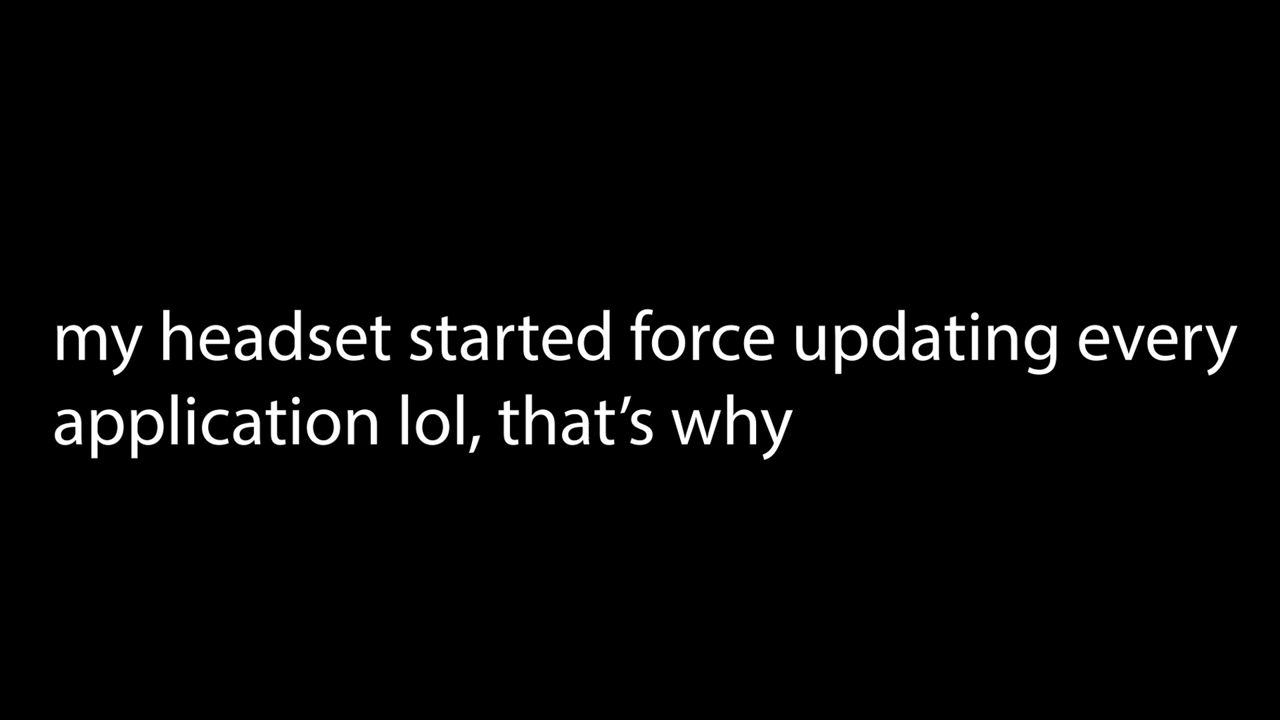 my headset started force updating every
application lol, that’s why